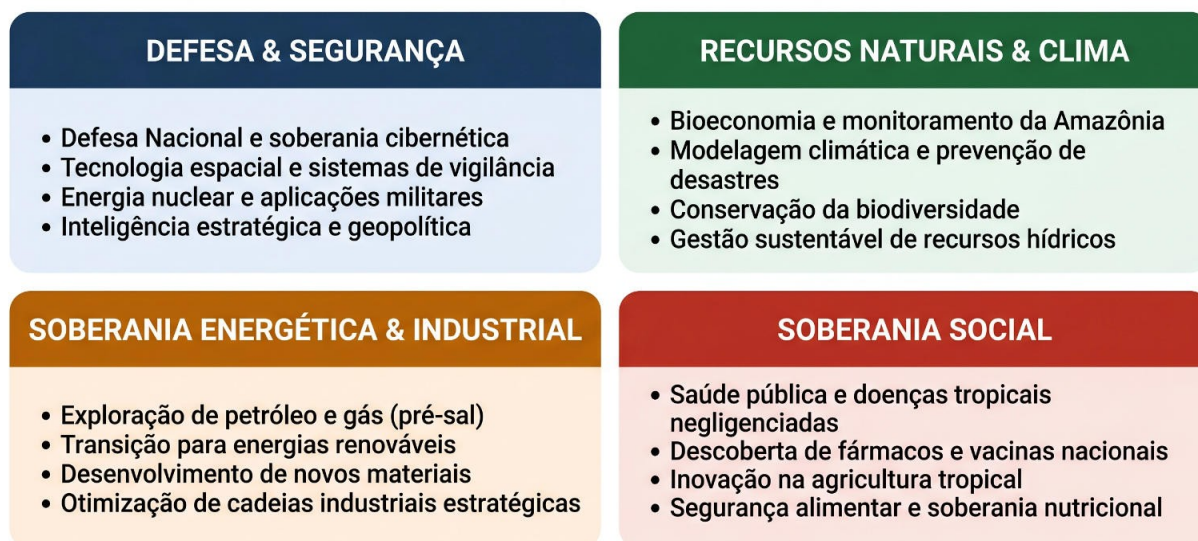 DEFESA & SEGURANÇA
• Defesa Nacional e soberania cibernética
• Tecnologia espacial e sistemas de vigilância
• Energia nuclear e aplicações militares
• Inteligência estratégica e geopolítica
RECURSOS NATURAIS & CLIMA
• Bioeconomia e monitoramento da Amazônia
• Modelagem climática e prevenção de
desastres
• Conservação da biodiversidade
• Gestão sustentável de recursos hídricos
SOBERANIA ENERGÉTICA & INDUSTRIAL
• Exploração de petróleo e gás (pré-sal)
• Transição para energias renováveis
• Desenvolvimento de novos materiais
• Otimização de cadeias industriais estratégicas
SOBERANIA SOCIAL
• Saúde pública e doenças tropicais
negligenciadas
• Descoberta de fármacos e vacinas nacionais
• Inovação na agricultura tropical
• Segurança alimentar e soberania nutricional